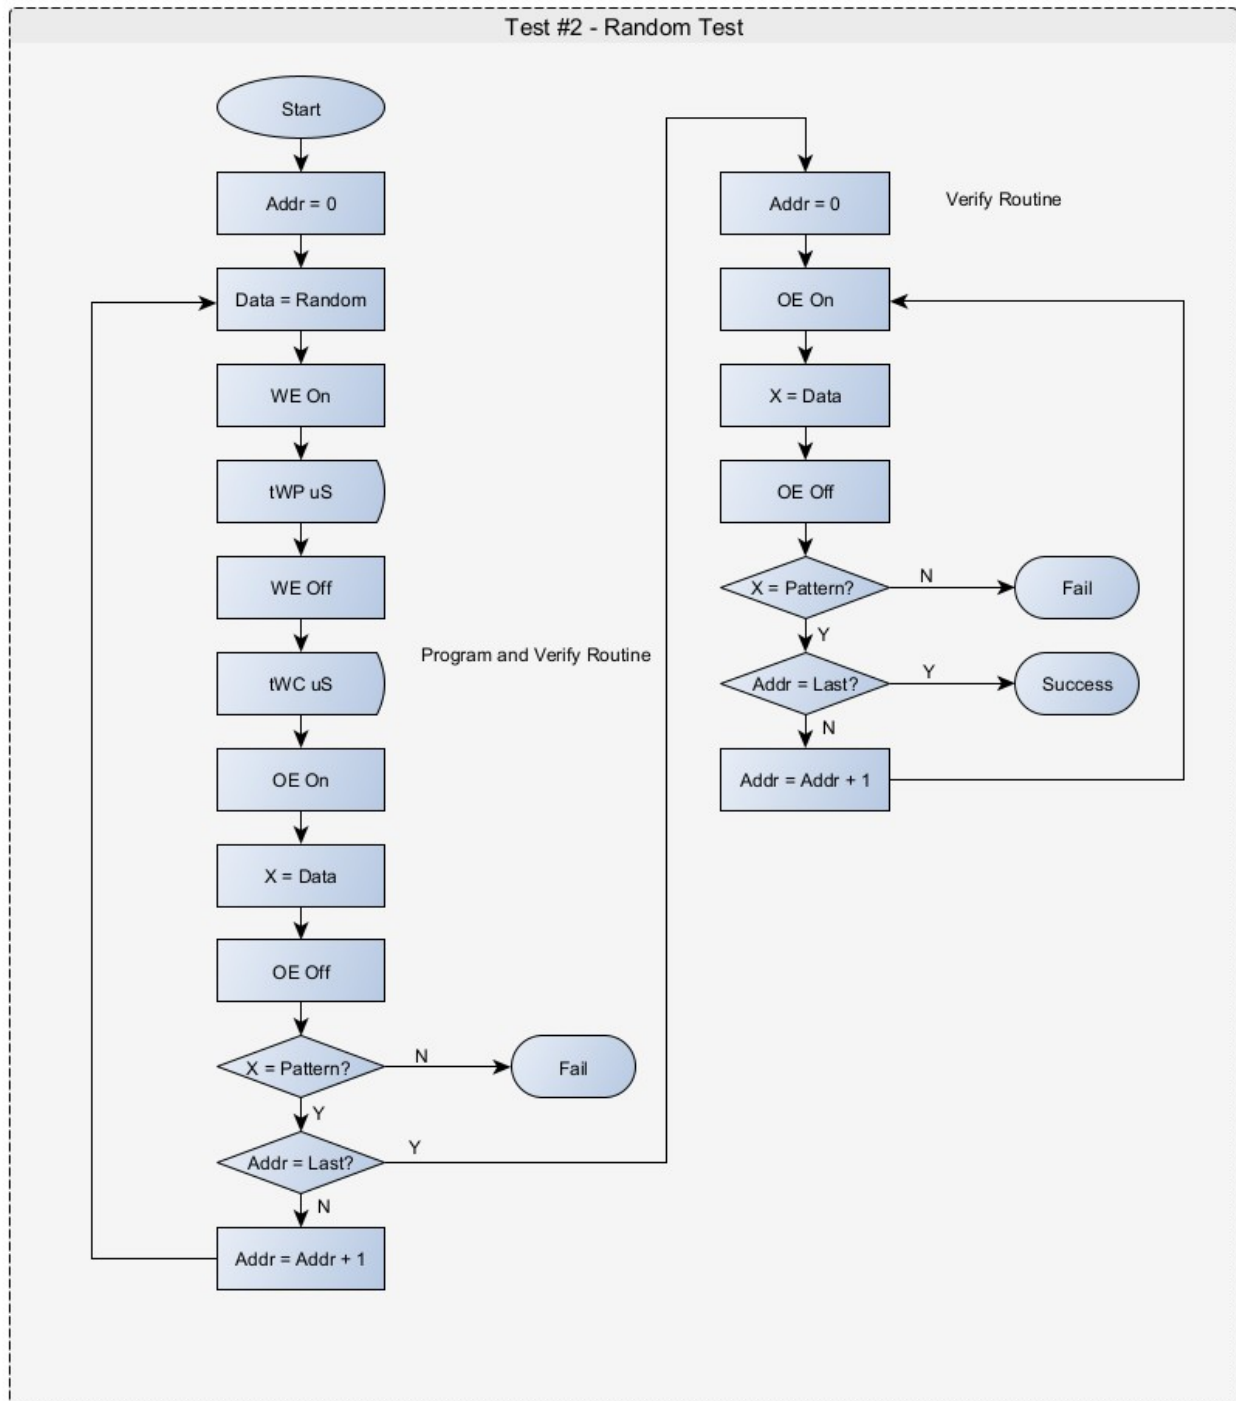 Test #2 - Random Test
Start
Addr = 0
Data = Random
WE On
tWP uS
WE Off
tWC uS
Program and Verify Routine
OE On
X = Data
OE Off
X = Pattern?
N
Fail
Y
Addr = Last?
Y
N
Addr = Addr + 1
Addr = 0
Verify Routine
OE On
X = Data
OE Off
X = Pattern?
N
Fail
Y
Addr = Last?
Y
Success
N
Addr = Addr + 1